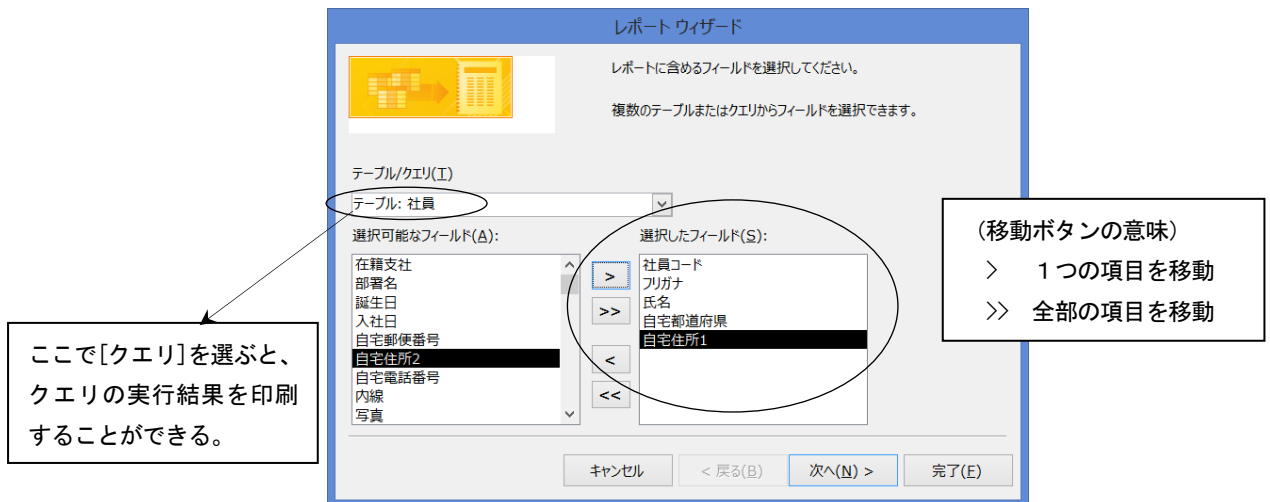 レポート ウィザード
レポートに含めるフィールドを選択してください。
複数のテーブルまたはクエリからフィールドを選択できます。
テーブル/クエリ(T)
テーブル: 社員
選択可能なフィールド(A):
在籍支社
部署名
誕生日
入社日
自宅郵便番号
自宅住所2
自宅電話番号
内線
写真
>
>>
<
<<
選択したフィールド(S):
社員コード
フリガナ
氏名
自宅都道府県
自宅住所1
キャンセル
< 戻る(B)
次へ(N) >
完了(F)
ここで[クエリ]を選ぶと、
クエリの実行結果を印刷
することができる。
(移動ボタンの意味)
〉 1つの項目を移動
〉〉 全部の項目を移動